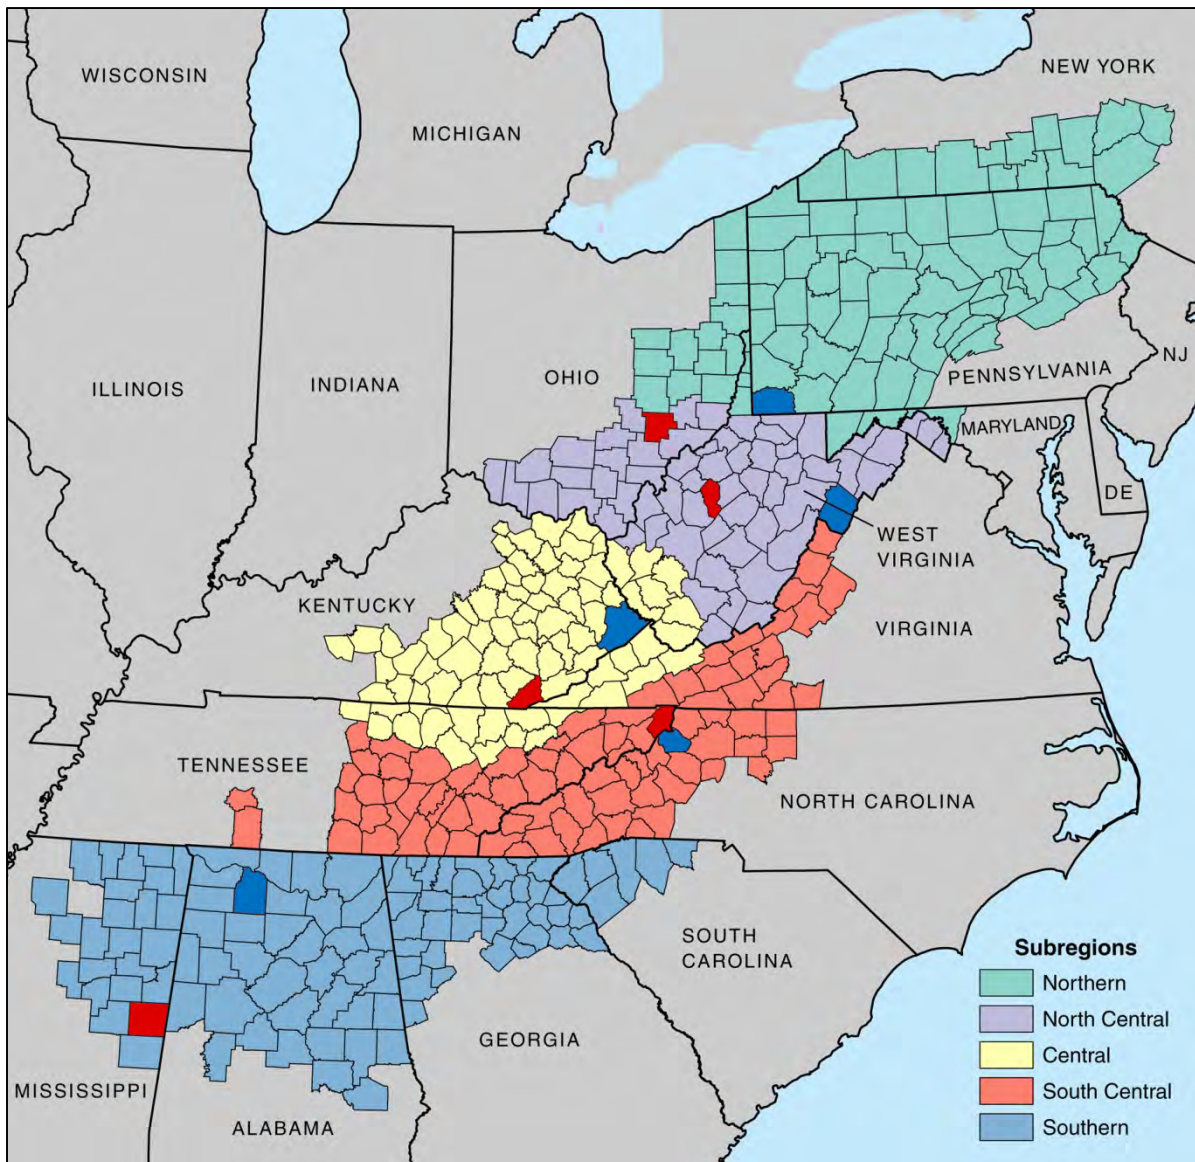 WISCONSIN
MICHIGAN
NEW YORK
ILLINOIS
INDIANA
OHIO
PENNSYLVANIA
NJ
MARYLAND
DE
WEST
VIRGINIA
KENTUCKY
VIRGINIA
TENNESSEE
NORTH CAROLINA
SOUTH
CAROLINA
GEORGIA
MISSISSIPPI
ALABAMA
Subregions
Northern
North Central
Central
South Central
Southern